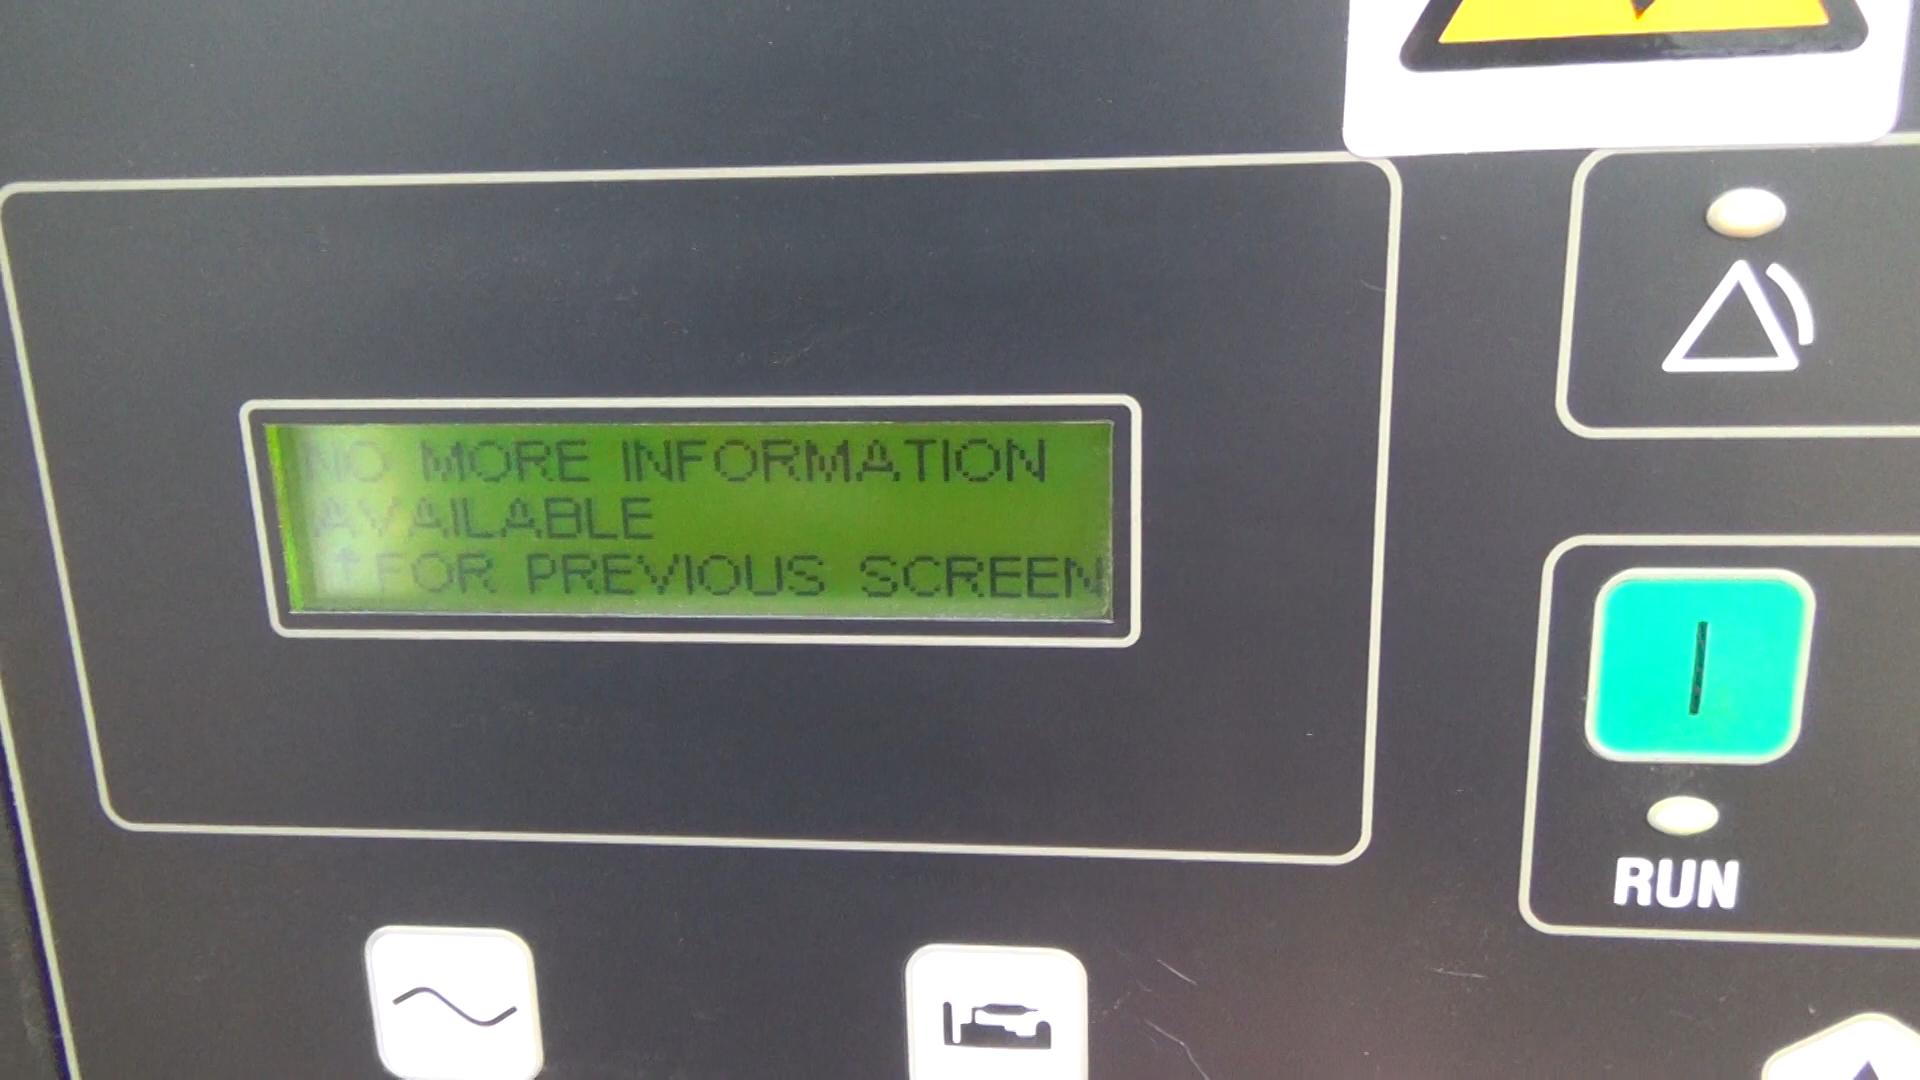 NO MORE INFORMATION
AVAILABLE
↑ FOR PREVIOUS SCREEN
RUN